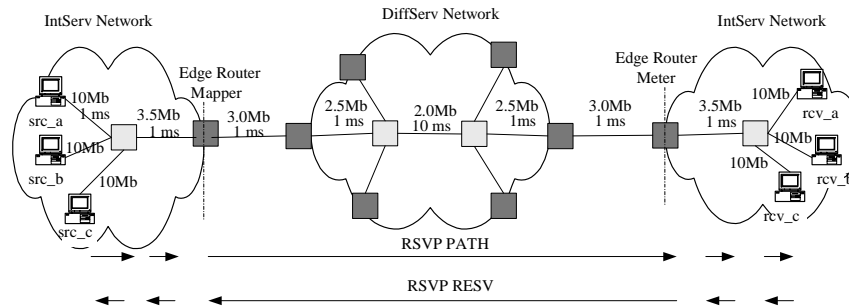 IntServ Network
DiffServ Network
IntServ Network
Edge Router
Mapper
Edge Router
Meter
10Mb
1 ms
src_a
10Mb
src_b
10Mb
src_c
3.5Mb
1 ms
3.0Mb
1 ms
2.5Mb
1 ms
2.0Mb
10 ms
2.5Mb
1ms
3.0Mb
1 ms
3.5Mb
1 ms
10Mb
rcv_a
10Mb
rcv_b
10Mb
rcv_c
RSVP PATH
RSVP RESV